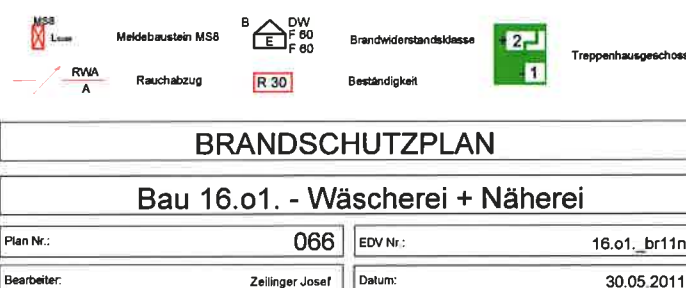 MS8
Meldebaustein MS8
B DW
E F 60
F 60
Brandwiderstandsklasse
+ 2
- 1
Treppenhausgeschoss
RWA
A
Rauchabzug
R 30
Beständigkeit
BRANDSCHUTZPLAN
Bau 16.o1. - Wäscherei + Näherei
Plan Nr.: 066 EDV Nr.: 16.o1._br11n
Bearbeiter: Zeilinger Josef Datum: 30.05.2011